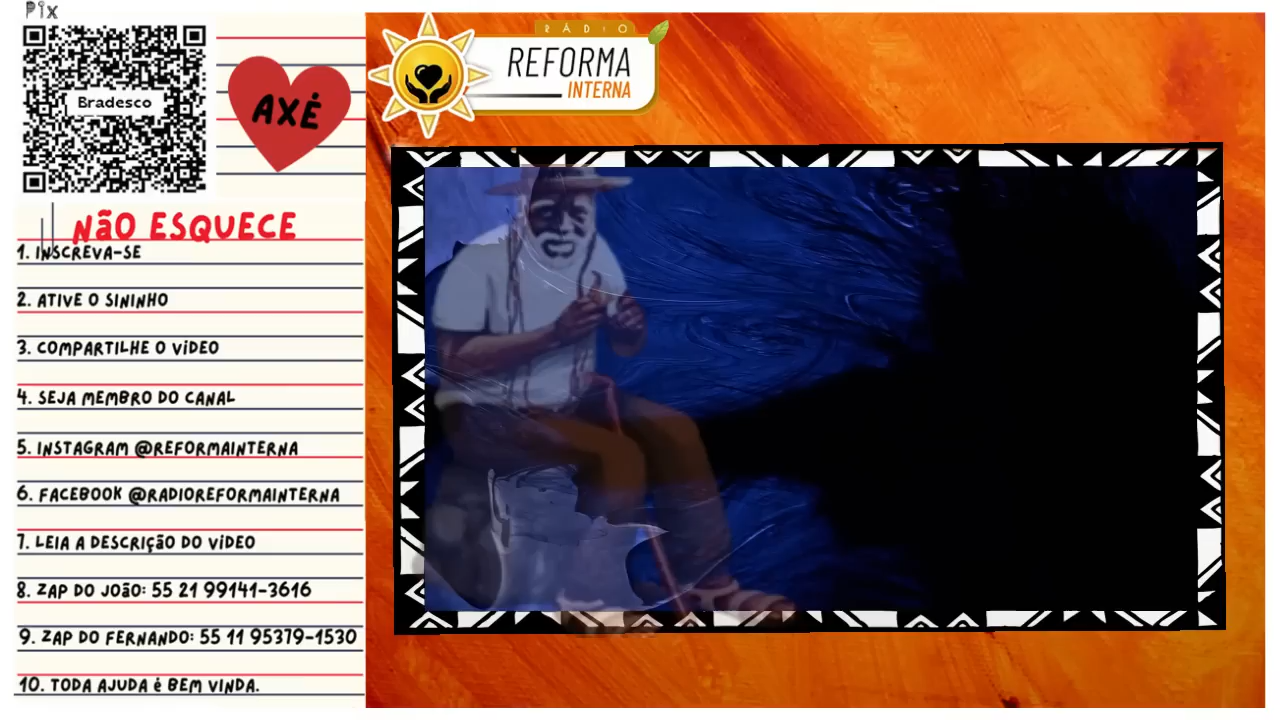 Pix
Bradesco
AXÉ
NÃO ESQUECE
1. INSCREVA-SE
2. ATIVE O SININHO
3. COMPARTILHE O VÍDEO
4. SEJA MEMBRO DO CANAL
5. INSTAGRAM @REFORMAINTERNA
6. FACEBOOK @RADIOREFORMAINTERNA
7. LEIA A DESCRIÇÃO DO VÍDEO
8. ZAP DO JOÃO: 55 21 99141-3616
9. ZAP DO FERNANDO: 55 11 95379-1530
10. TODA AJUDA É BEM VINDA.
RÁDIO
REFORMA
INTERNA